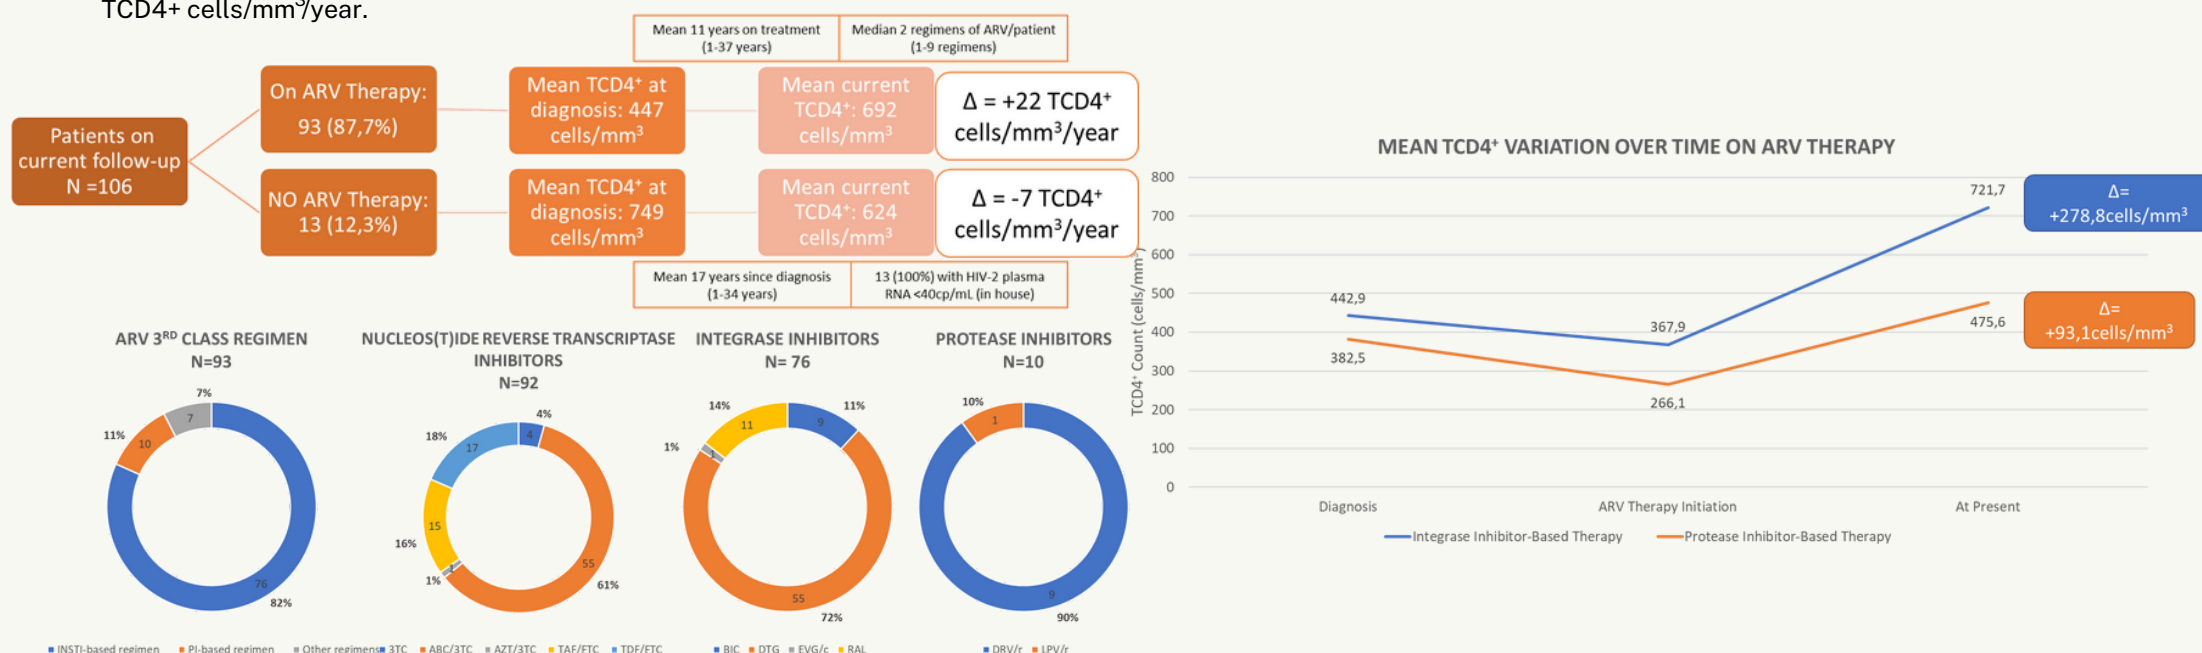 TCD4+ cells/mm³/year.
Mean 11 years on treatment
(1-37 years)
Median 2 regimens of ARV/patient
(1-9 regimens)
Patients on
current follow-up
N =106
On ARV Therapy:
93 (87,7%)
Mean TCD4⁺ at
diagnosis: 447
cells/mm³
Mean current
TCD4⁺: 692
cells/mm³
Δ = +22 TCD4⁺
cells/mm³/year
NO ARV Therapy:
13 (12,3%)
Mean TCD4⁺ at
diagnosis: 749
cells/mm³
Mean current
TCD4⁺: 624
cells/mm³
Δ = -7 TCD4⁺
cells/mm³/year
Mean 17 years since diagnosis
(1-34 years)
13 (100%) with HIV-2 plasma
RNA <40cp/mL (in house)
ARV 3ᴿᴰ CLASS REGIMEN
N=93
7%
7
11%
10
76
82%
INSTI-based regimen
PI-based regimen
Other regimens
NUCLEOS(T)IDE REVERSE TRANSCRIPTASE
INHIBITORS
N=92
4%
4
18%
17
15
16%
1%
1
55
61%
3TC
ABC/3TC
AZT/3TC
TAF/FTC
TDF/FTC
INTEGRASE INHIBITORS
N= 76
14%
11
11%
9
1%
1
55
72%
BIC
DTG
EVG/c
RAL
PROTEASE INHIBITORS
N=10
10%
1
9
90%
DRV/r
LPV/r
MEAN TCD4⁺ VARIATION OVER TIME ON ARV THERAPY
TCD4⁺ Count (cells/mm³)
800
700
600
500
400
300
200
100
0
442,9
382,5
367,9
266,1
721,7
475,6
Δ=
+278,8cells/mm³
Δ=
+93,1cells/mm³
Diagnosis
ARV Therapy Initiation
At Present
Integrase Inhibitor-Based Therapy
Protease Inhibitor-Based Therapy